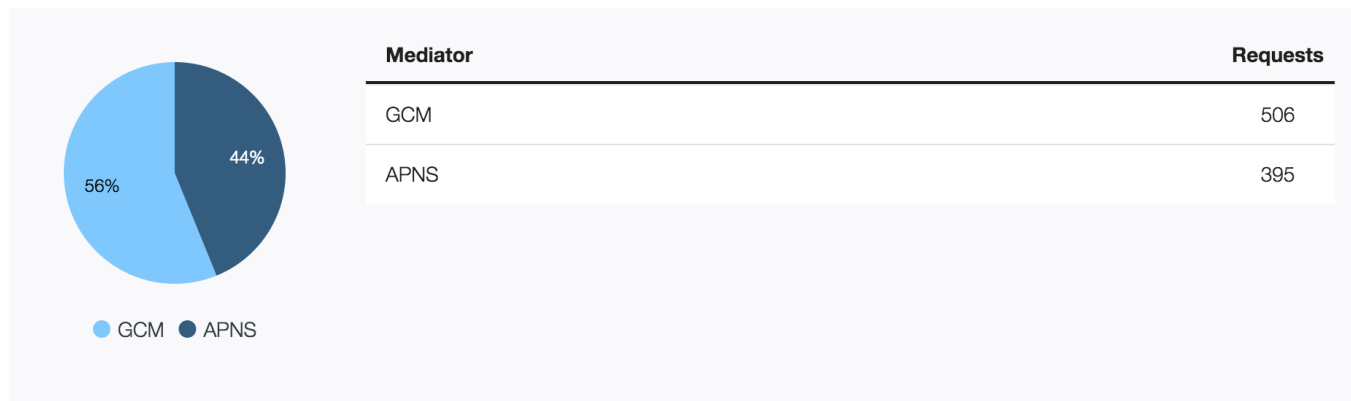 Mediator Requests
GCM 506
44%
APNS 395
56%
GCM APNS